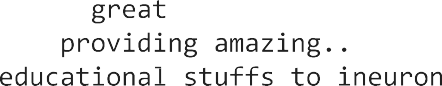 great
providing amazing..
educational stuffs to ineuron